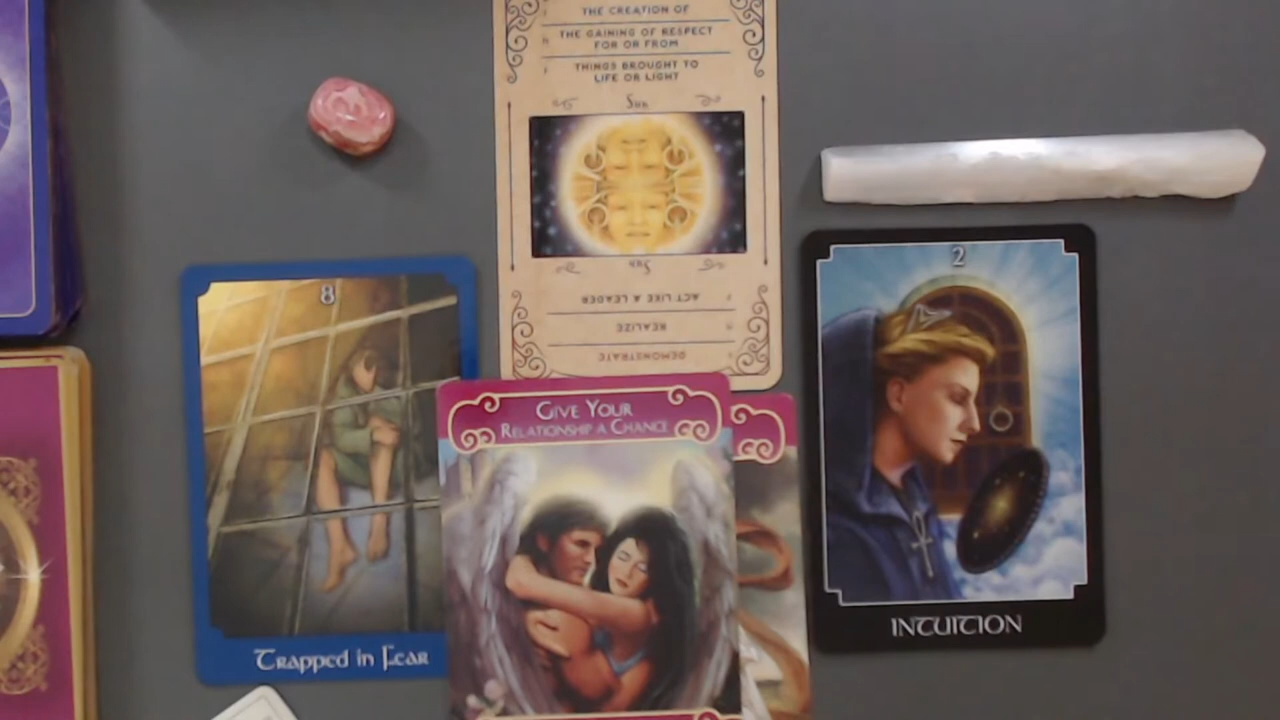 THE CREATION OF
THE GAINING OF RESPECT
FOR OR FROM
THINGS BROUGHT TO
LIFE OR LIGHT
Sun
Sun
ACT LIKE A LEADER
REALIZE
DEMONSTRATE
8
Trapped in Fear
GIVE YOUR
RELATIONSHIP A CHANCE
2
INTUITION